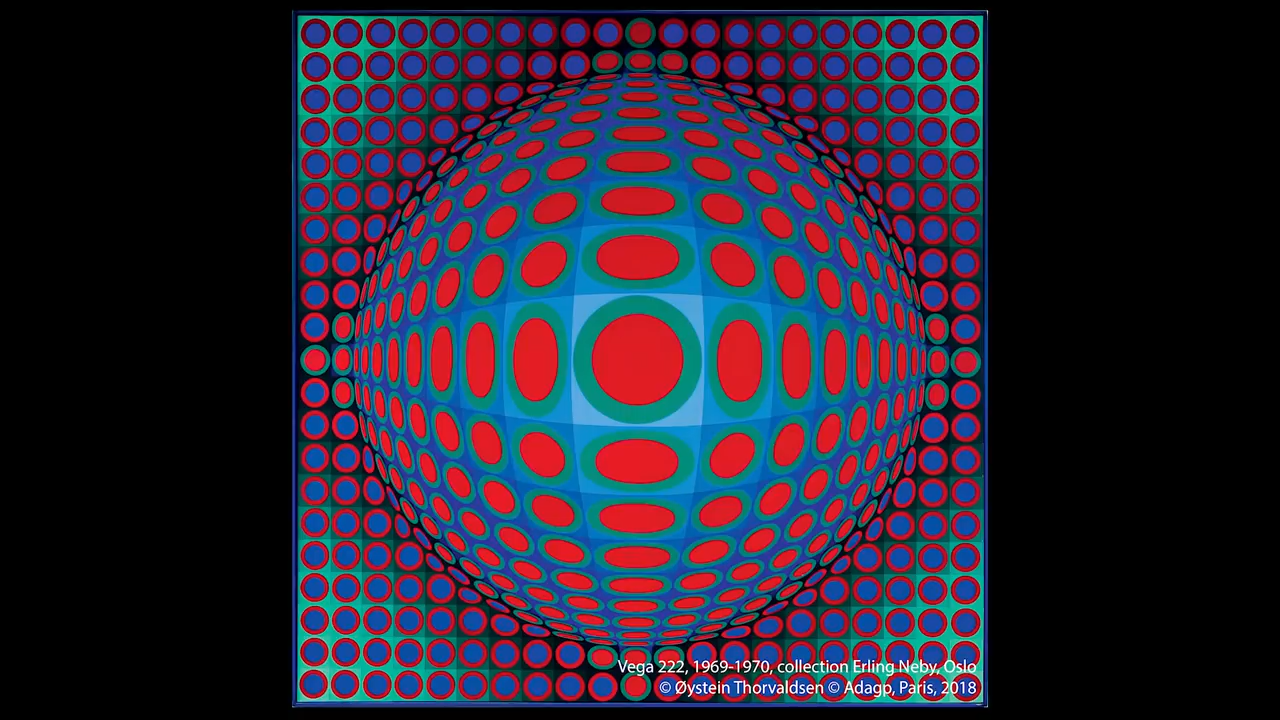 Vega 222, 1969-1970, collection Erling Neby, Oslo
© Øystein Thorvaldsen © Adagp, Paris, 2018